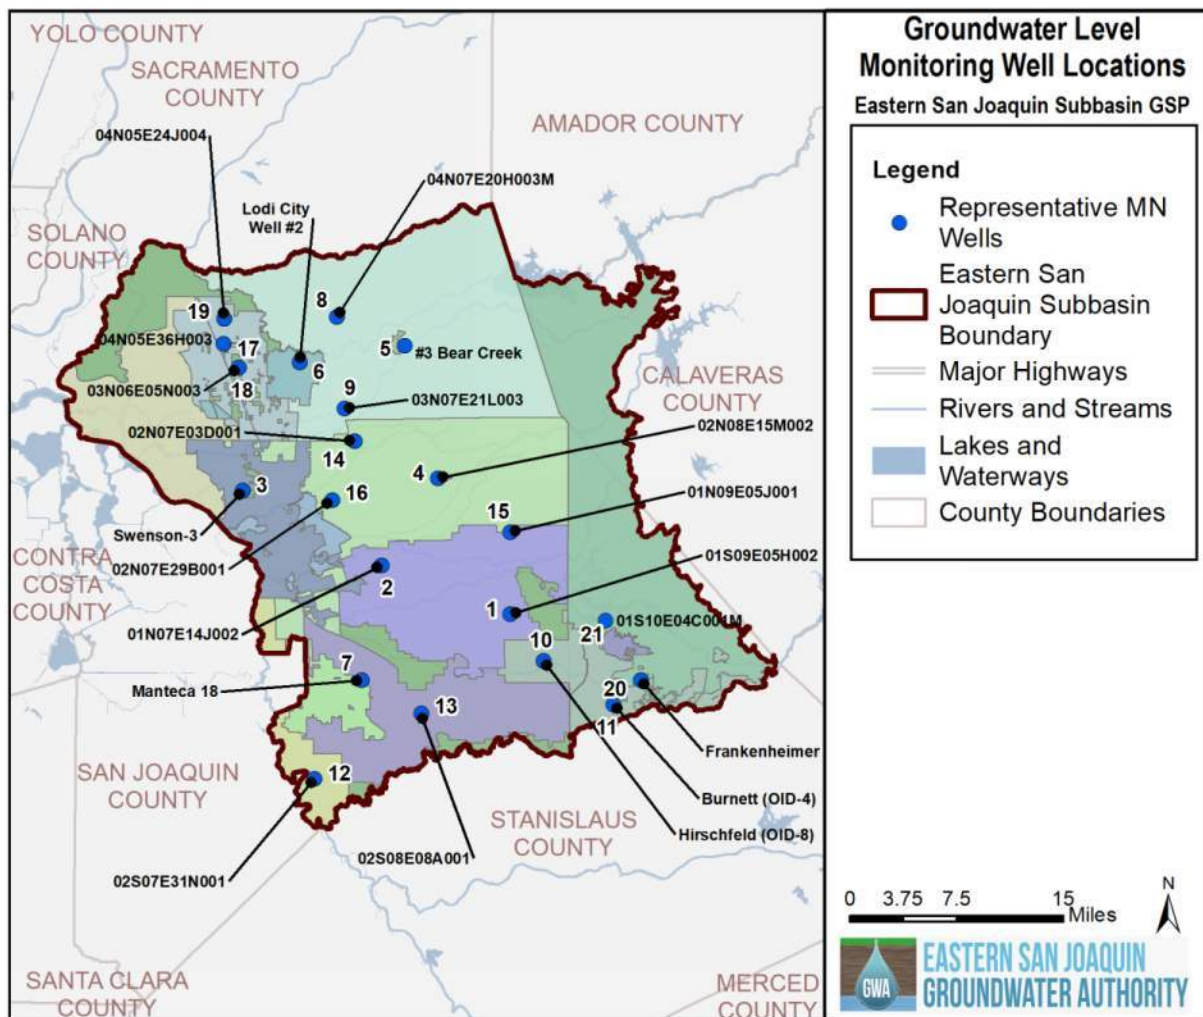 Groundwater Level
Monitoring Well Locations
Eastern San Joaquin Subbasin GSP
Legend
Representative MN
Wells
Eastern San
Joaquin Subbasin
Boundary
Major Highways
Rivers and Streams
Lakes and
Waterways
County Boundaries
YOLO COUNTY
SACRAMENTO
COUNTY
AMADOR COUNTY
04N05E24J004
04N07E20H003M
Lodi City
Well #2
SOLANO
COUNTY
19
8
04N05E36H003
17
5
#3 Bear Creek
6
CALAVERAS
COUNTY
03N06E05N003
18
9
03N07E21L003
02N07E03D001
14
02N08E15M002
4
3
16
01N09E05J001
15
Swenson-3
CONTRA
COSTA
COUNTY
02N07E29B001
2
01S09E05H002
1
01N07E14J002
01S10E04C001M
21
10
7
Manteca 18
20
13
11
Frankenheimer
12
SAN JOAQUIN
COUNTY
Burnett (OID-4)
STANISLAUS
COUNTY
Hirschfeld (OID-8)
02S08E08A001
02S07E31N001
SANTA CLARA
COUNTY
MERCED
COUNTY
N
0 3.75 7.5 15
Miles
GWA
EASTERN SAN JOAQUIN
GROUNDWATER AUTHORITY